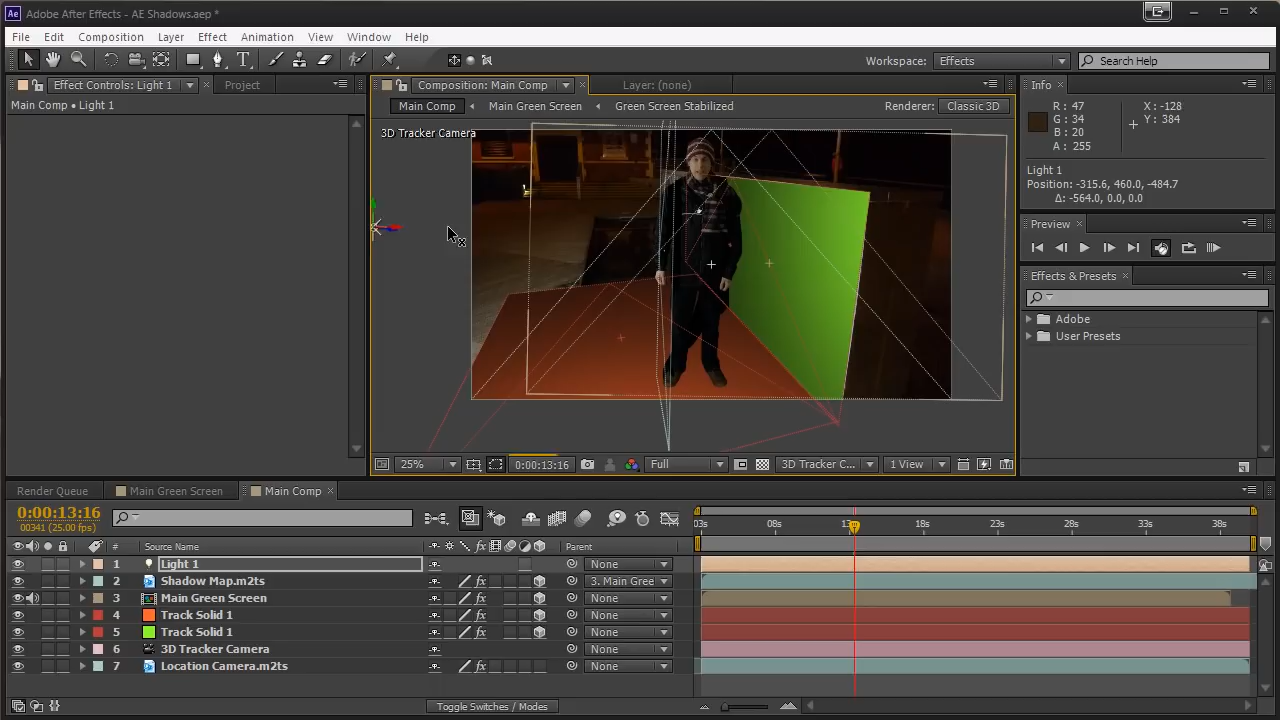 Ae Adobe After Effects - AE Shadows.aep *
File Edit Composition Layer Effect Animation View Window Help
Workspace: Effects Search Help
Effect Controls: Light 1 Project
Main Comp • Light 1
Composition: Main Comp Layer: (none)
Main Comp Main Green Screen Green Screen Stabilized Renderer: Classic 3D
3D Tracker Camera
25% 0:00:13:16 Full 3D Tracker C... 1 View
Info
R: 47 X: -128
G: 34 Y: 384
B: 20
A: 255
Light 1
Position: -315.6, 460.0, -484.7
Δ: -564.0, 0.0, 0.0
Preview
Effects & Presets
Adobe
User Presets
Render Queue Main Green Screen Main Comp
0:00:13:16
00341 (25.00 fps)
03s 08s 13s 18s 23s 28s 33s 38s
# Source Name Parent
1 Light 1 None
2 Shadow Map.m2ts 3. Main Gree
3 Main Green Screen None
4 Track Solid 1 None
5 Track Solid 1 None
6 3D Tracker Camera None
7 Location Camera.m2ts None
Toggle Switches / Modes